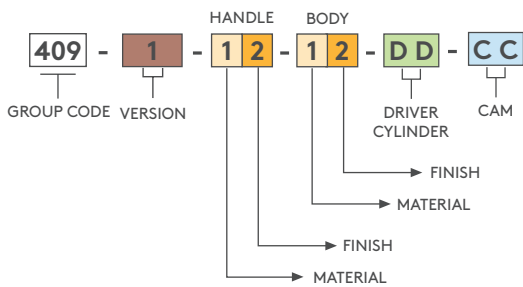 HANDLE BODY
409 - 1 - 1 2 - 1 2 - D D - C C
GROUP CODE VERSION DRIVER CYLINDER CAM
FINISH
MATERIAL
FINISH
MATERIAL